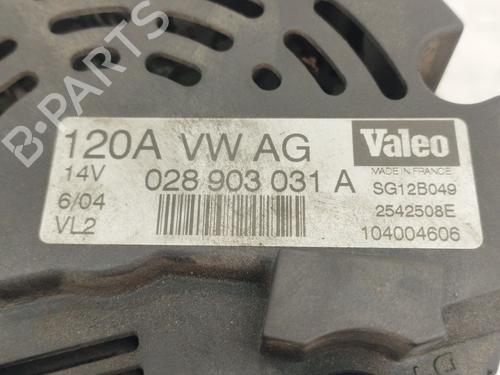 B-PARTS
120A VW AG
Valeo
MADE IN FRANCE
14V
028 903 031 A
SG12B049
6/04
2542508E
VL2
104004606